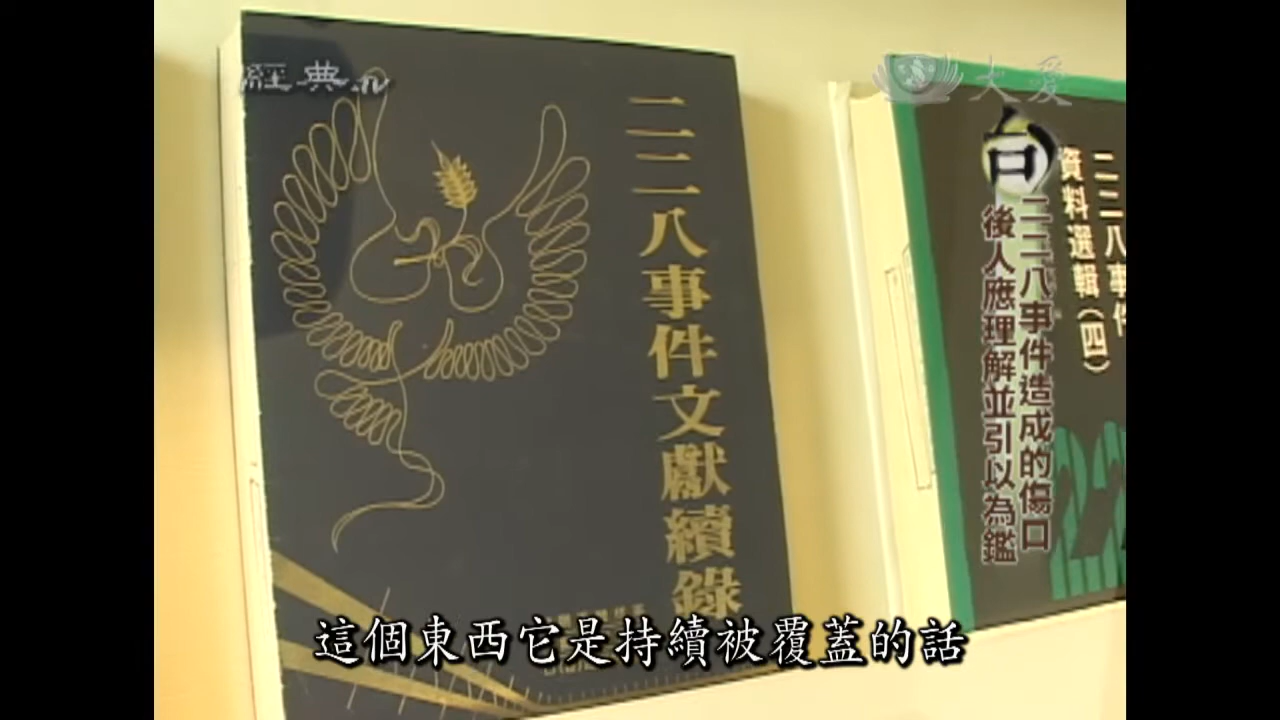 經典.TV
大愛
二二八事件文獻續錄
二二八事件
資料選輯(四)
台
二二八事件造成的傷口
後人應理解並引以為鑑
這個東西它是持續被覆蓋的話